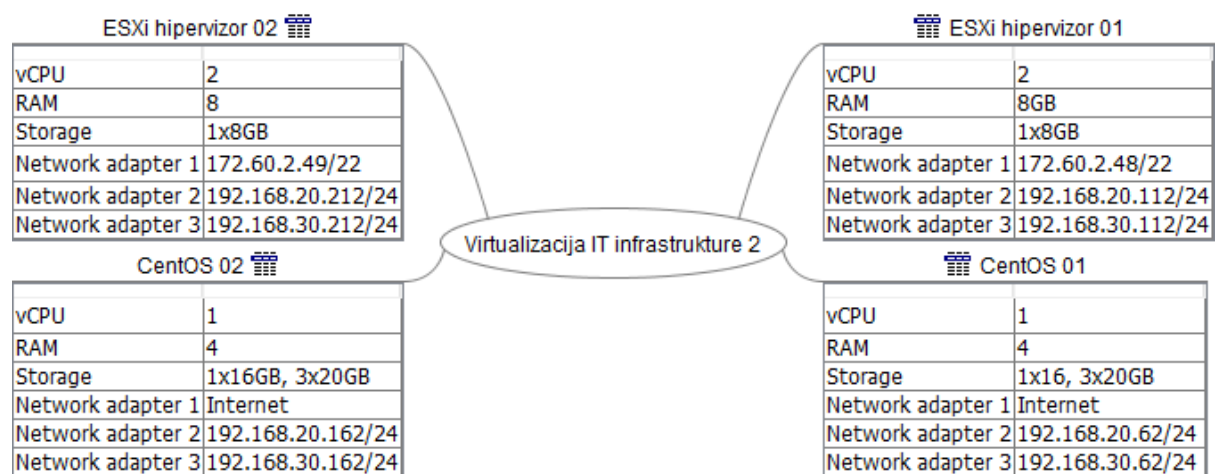 ESXi hipervizor 02
vCPU 2
RAM 8
Storage 1x8GB
Network adapter 1 172.60.2.49/22
Network adapter 2 192.168.20.212/24
Network adapter 3 192.168.30.212/24
ESXi hipervizor 01
vCPU 2
RAM 8GB
Storage 1x8GB
Network adapter 1 172.60.2.48/22
Network adapter 2 192.168.20.112/24
Network adapter 3 192.168.30.112/24
Virtualizacija IT infrastrukture 2
CentOS 02
vCPU 1
RAM 4
Storage 1x16GB, 3x20GB
Network adapter 1 Internet
Network adapter 2 192.168.20.162/24
Network adapter 3 192.168.30.162/24
CentOS 01
vCPU 1
RAM 4
Storage 1x16, 3x20GB
Network adapter 1 Internet
Network adapter 2 192.168.20.62/24
Network adapter 3 192.168.30.62/24